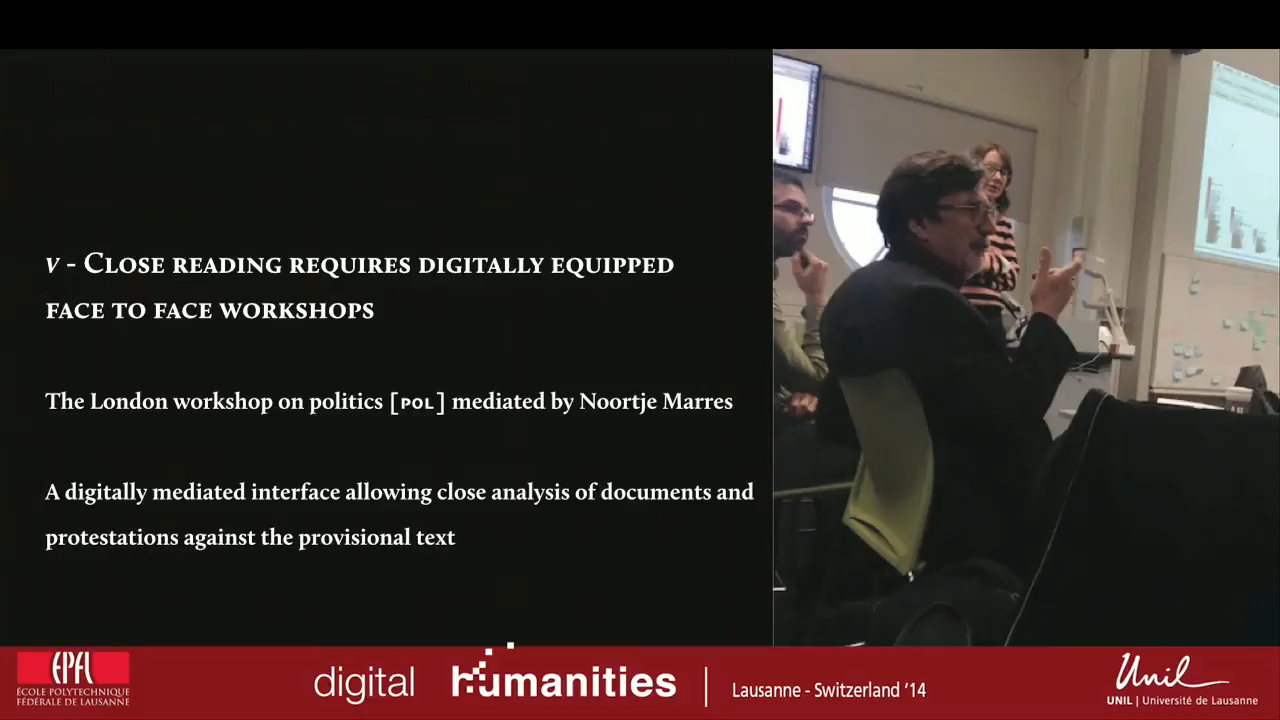 v - Close reading requires digitally equipped
face to face workshops
The London workshop on politics [pol] mediated by Noortje Marres
A digitally mediated interface allowing close analysis of documents and
protestations against the provisional text
EPFL
ÉCOLE POLYTECHNIQUE
FÉDÉRALE DE LAUSANNE
digital humanities | Lausanne - Switzerland '14
Unil
UNIL | Université de Lausanne